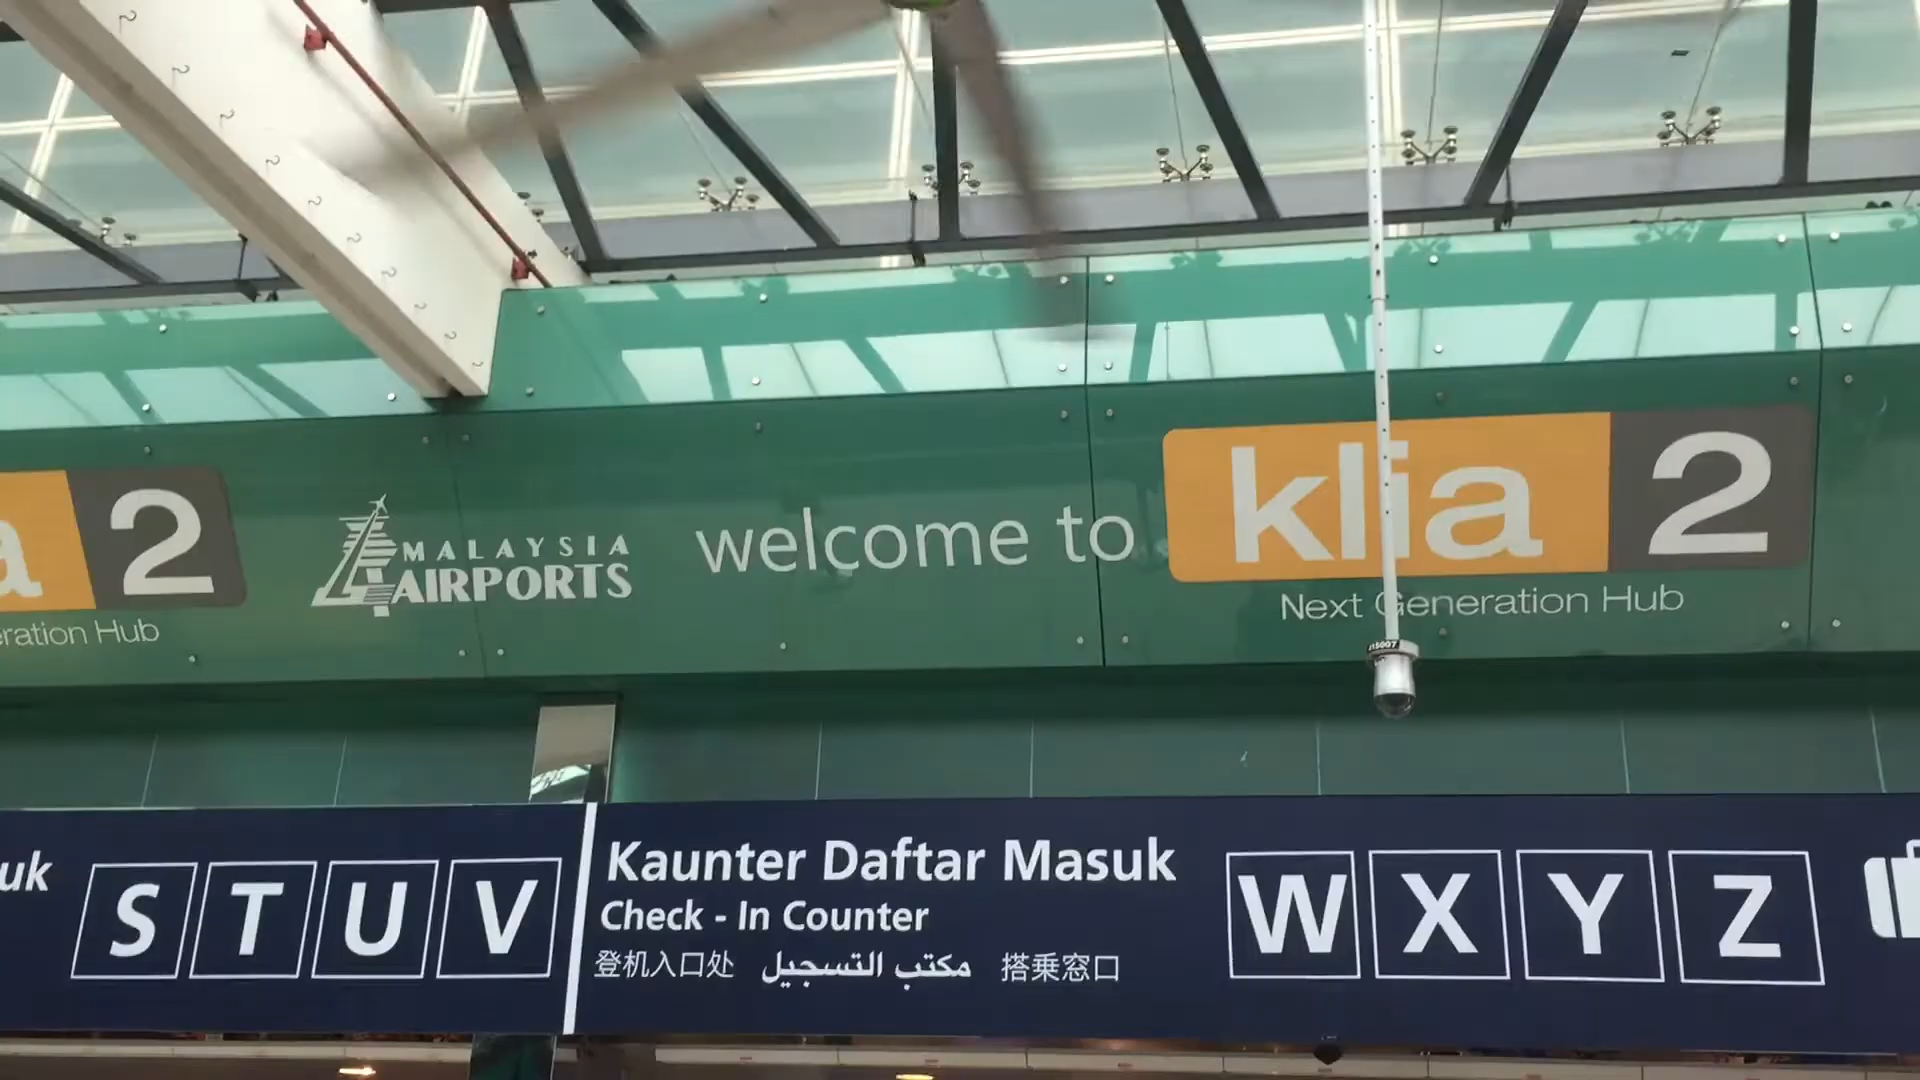 a 2
eration Hub
MALAYSIA
AIRPORTS
welcome to klia 2
Next Generation Hub
uk
S T U V
Kaunter Daftar Masuk
Check - In Counter
登机入口处 مكتب التسجيل 搭乗窓口
W X Y Z